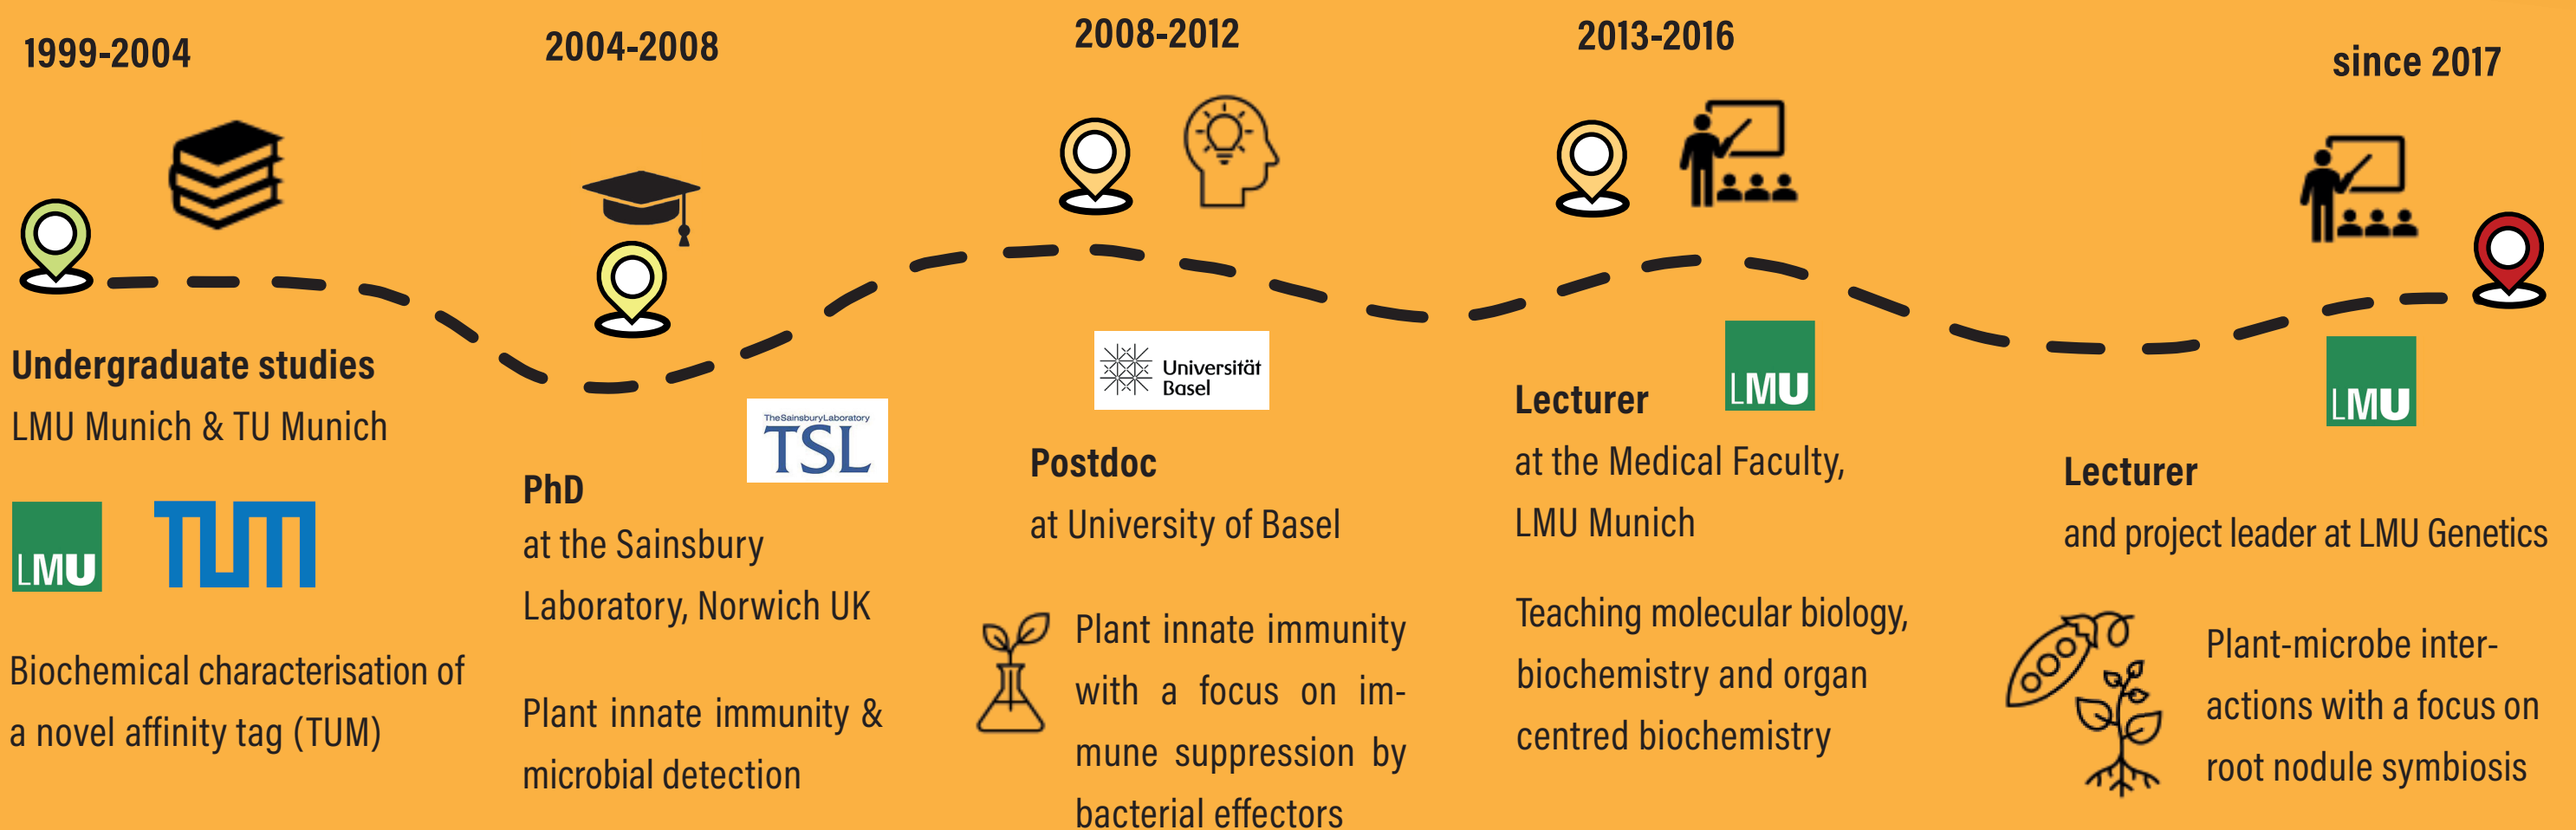 1999-2004
Undergraduate studies
LMU Munich & TU Munich
LMU TUM
Biochemical characterisation of
a novel affinity tag (TUM)
2004-2008
TheSainsburyLaboratory
TSL
PhD
at the Sainsbury
Laboratory, Norwich UK
Plant innate immunity &
microbial detection
2008-2012
Universität
Basel
Postdoc
at University of Basel
Plant innate immunity
with a focus on im-
mune suppression by
bacterial effectors
2013-2016
LMU
Lecturer
at the Medical Faculty,
LMU Munich
Teaching molecular biology,
biochemistry and organ
centred biochemistry
since 2017
LMU
Lecturer
and project leader at LMU Genetics
Plant-microbe inter-
actions with a focus on
root nodule symbiosis